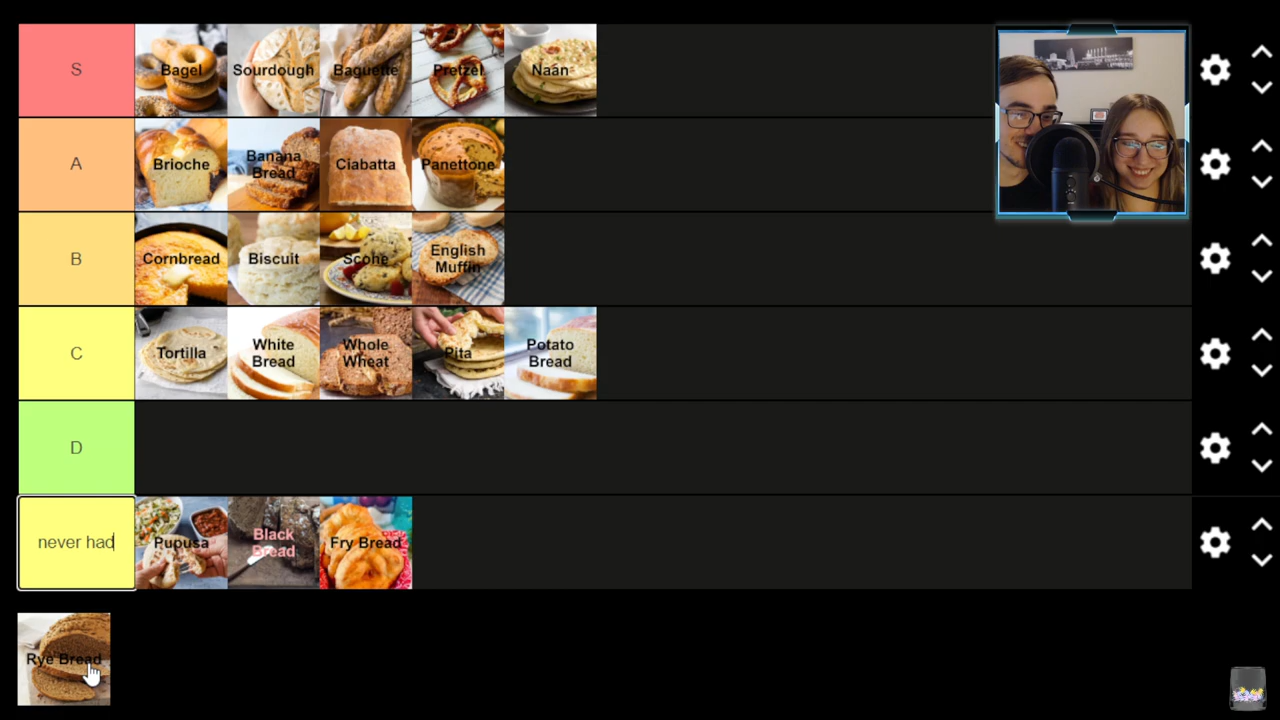 S
Bagel
Sourdough
Baguette
Pretzel
Naan
A
Brioche
Banana
Bread
Ciabatta
Panettone
B
Cornbread
Biscuit
Scone
English
Muffin
C
Tortilla
White
Bread
Whole
Wheat
Pita
Potato
Bread
D
never had
Pupusa
Black
Bread
Fry Bread
Rye Bread